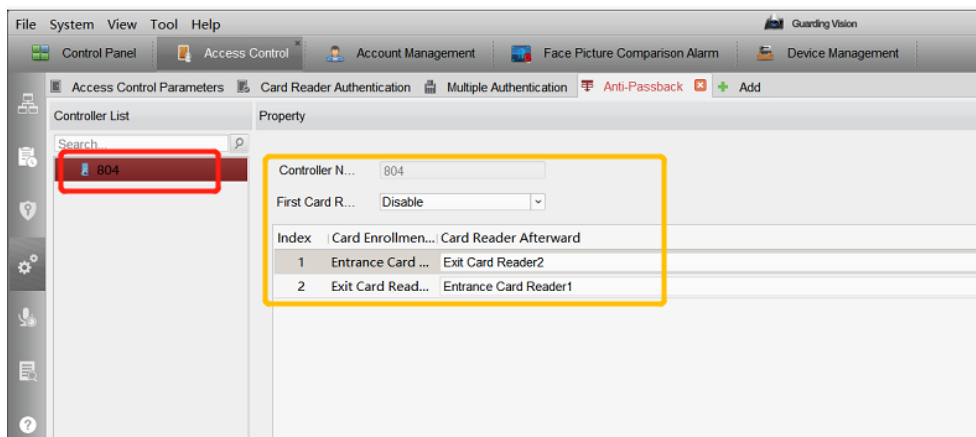 File System View Tool Help Guarding Vision
Control Panel Access Control Account Management Face Picture Comparison Alarm Device Management
Access Control Parameters Card Reader Authentication Multiple Authentication Anti-Passback Add
Controller List Property
Search...
804
Controller N... 804
First Card R... Disable
Index Card Enrollmen... Card Reader Afterward
1 Entrance Card ... Exit Card Reader2
2 Exit Card Read... Entrance Card Reader1